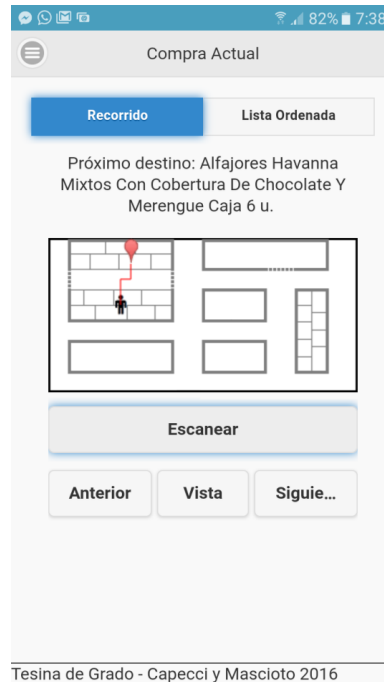 82% 7:38
Compra Actual
Recorrido
Lista Ordenada
Próximo destino: Alfajores Havanna
Mixtos Con Cobertura De Chocolate Y
Merengue Caja 6 u.
Escanear
Anterior
Vista
Siguie...
Tesina de Grado - Capecci y Mascioto 2016